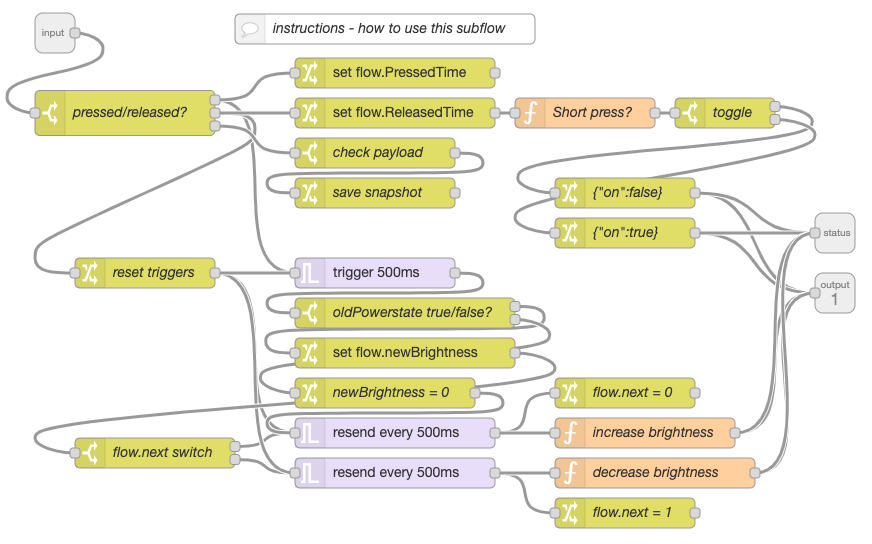 input
instructions - how to use this subflow
set flow.PressedTime
pressed/released?
set flow.ReleasedTime
Short press?
toggle
check payload
save snapshot
{"on":false}
{"on":true}
status
reset triggers
trigger 500ms
output
1
oldPowerstate true/false?
set flow.newBrightness
newBrightness = 0
flow.next = 0
resend every 500ms
increase brightness
flow.next switch
resend every 500ms
decrease brightness
flow.next = 1